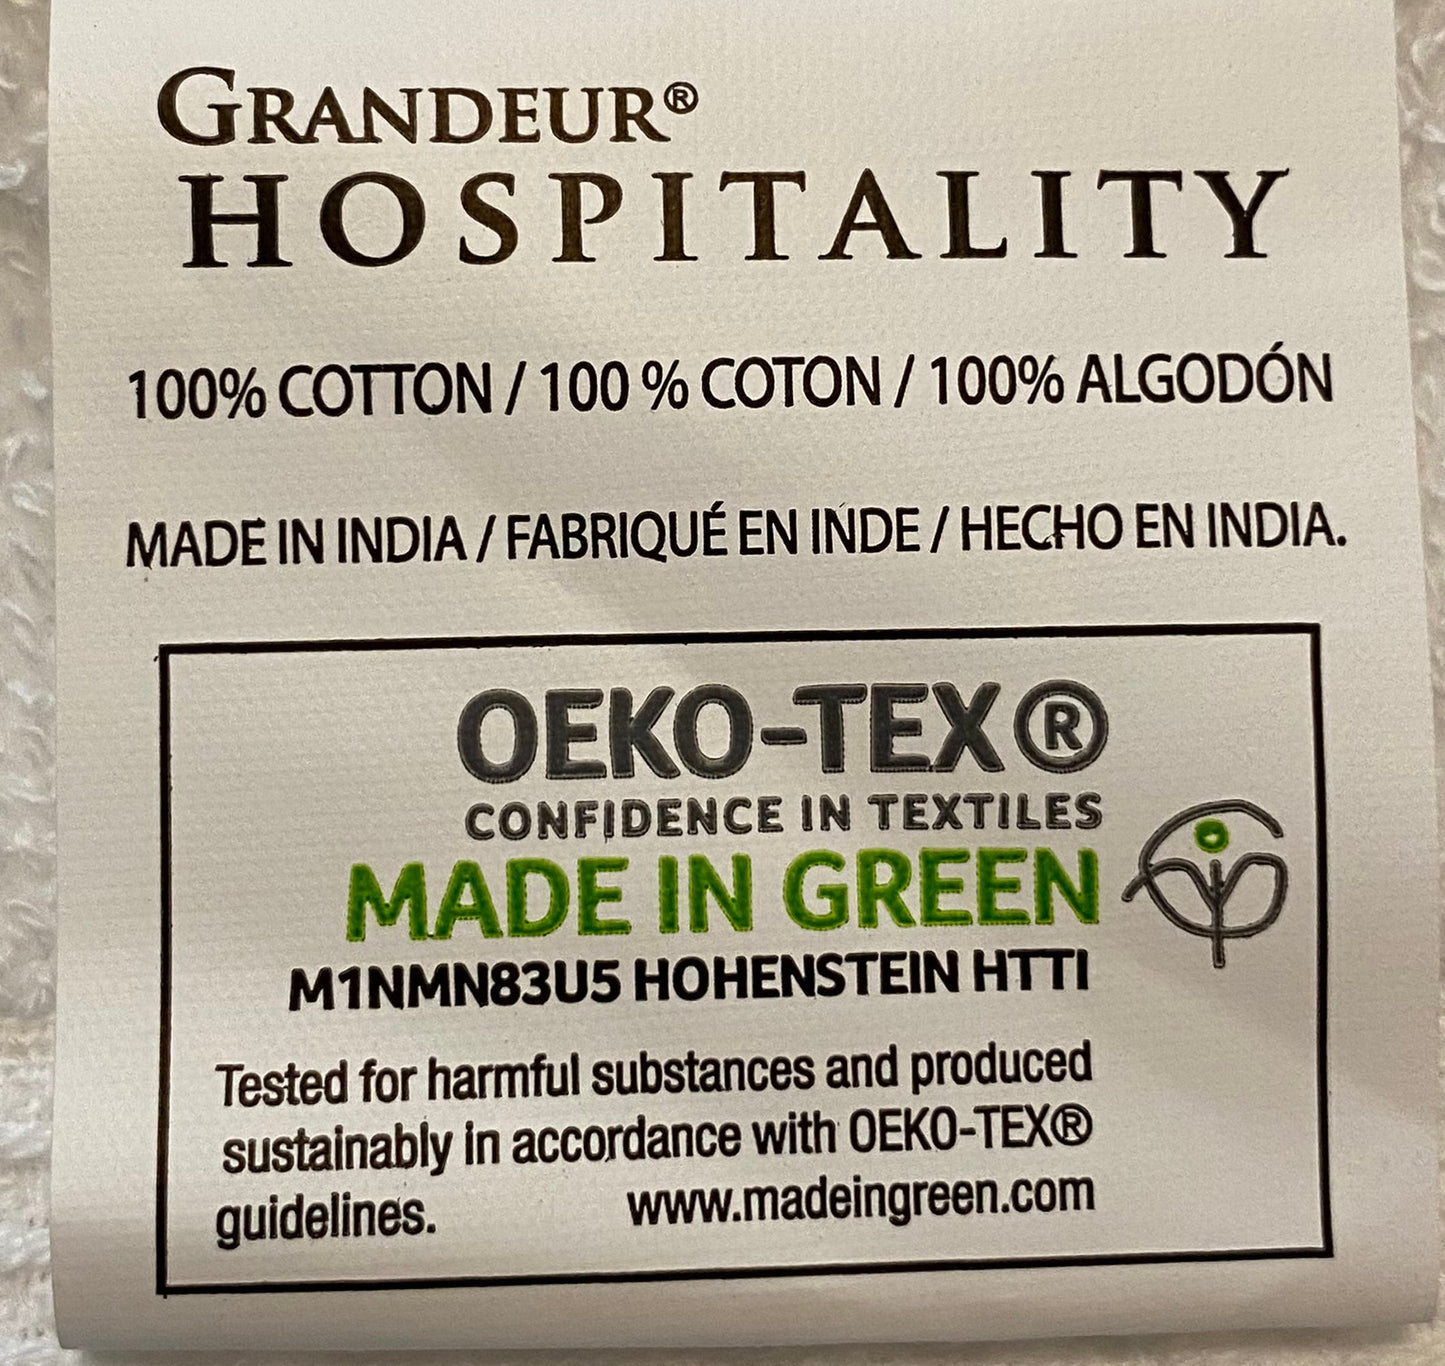 GRANDEUR®
HOSPITALITY
100% COTTON / 100 % COTON / 100% ALGODÓN
MADE IN INDIA / FABRIQUÉ EN INDE / HECHO EN INDIA.
OEKO-TEX®
CONFIDENCE IN TEXTILES
MADE IN GREEN
M1NMN83U5 HOHENSTEIN HTTI
Tested for harmful substances and produced
sustainably in accordance with OEKO-TEX®
guidelines. www.madeingreen.com